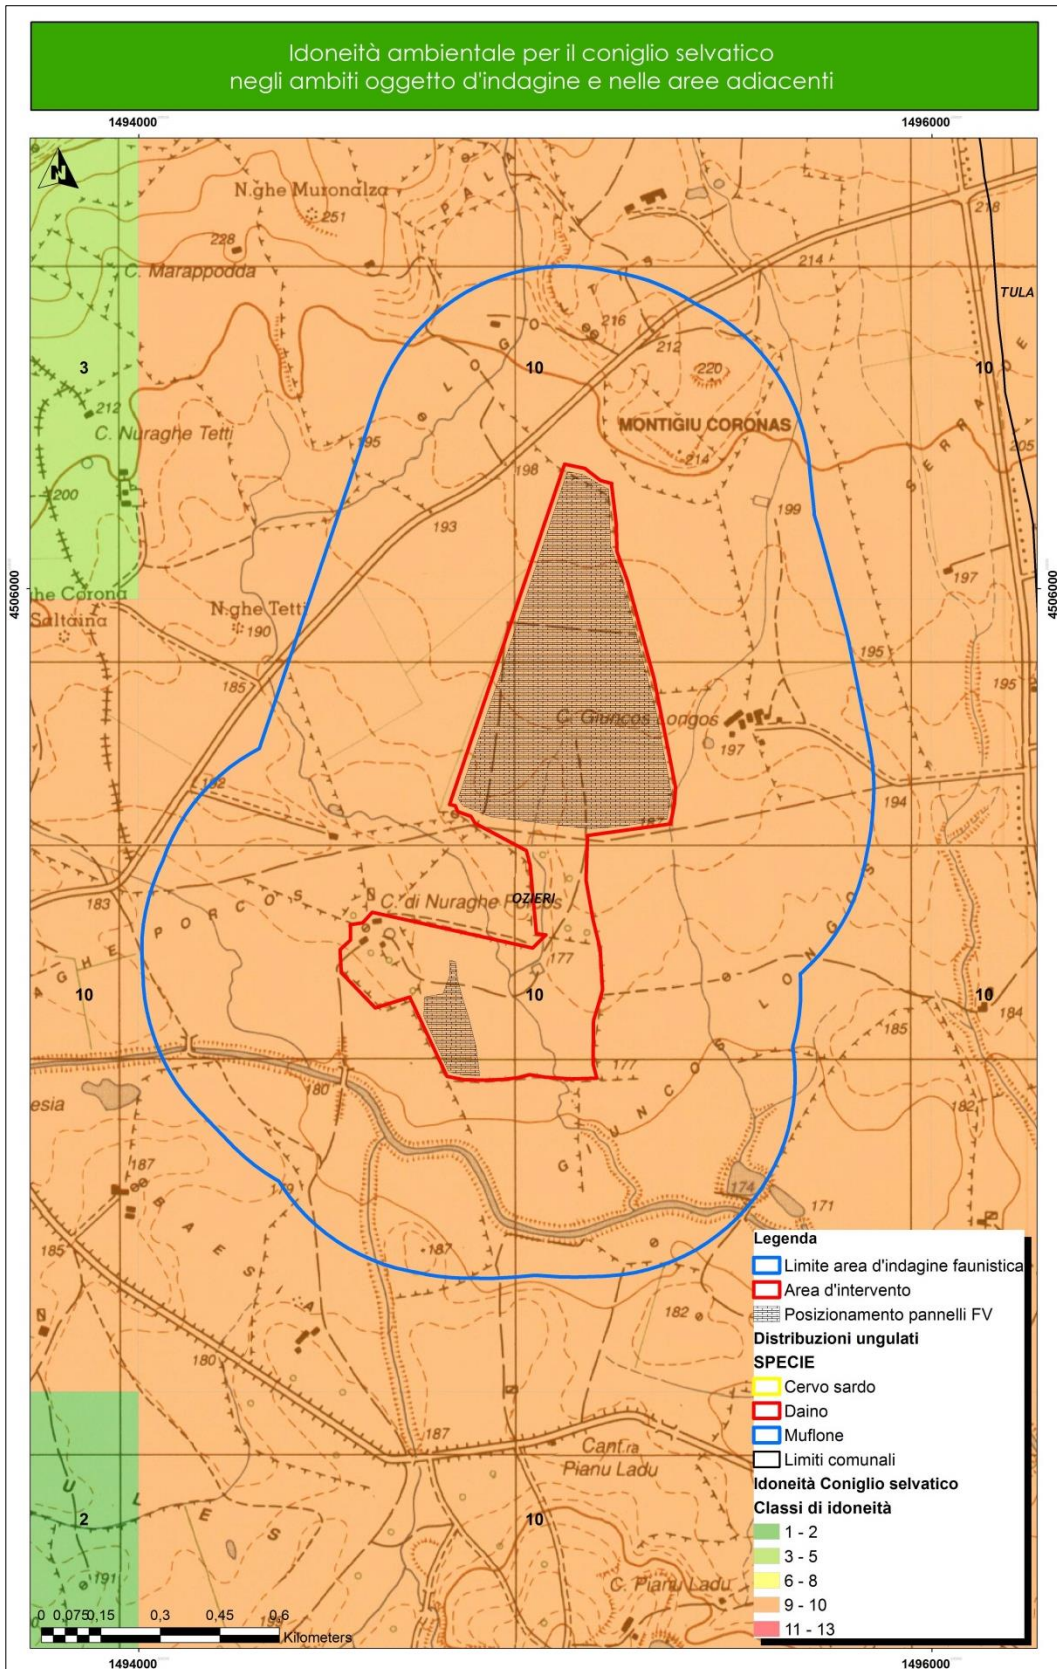 Idoneità ambientale per il coniglio selvatico
negli ambiti oggetto d'indagine e nelle aree adiacenti
1494000
1496000
N
N.ghe Muronalza
251
228
C. Marappodda
218
214
TULA
216
212
3
10
10
220
212
C. Nuraghe Tetti
195
MONTIGIU CORONAS
214
205
198
200
193
199
4506000
4506000
197
he Corona
Saltaina
N.ghe Tetti
190
195
185
195
C. Giuncos Longos
197
192
194
187
183
C. di Nuraghe Porcos
OZIERI
177
10
10
10
184
185
177
180
esia
182
187
179
174
171
187
185
182
180
187
Cant.ra
Pianu Ladu
2
10
191
C. Pianu Ladu
0 0,075 0,15 0,3 0,45 0,6
Kilometers
Legenda
Limite area d'indagine faunistica
Area d'intervento
Posizionamento pannelli FV
Distribuzioni ungulati
SPECIE
Cervo sardo
Daino
Muflone
Limiti comunali
Idoneità Coniglio selvatico
Classi di idoneità
1 - 2
3 - 5
6 - 8
9 - 10
11 - 13
1494000
1496000